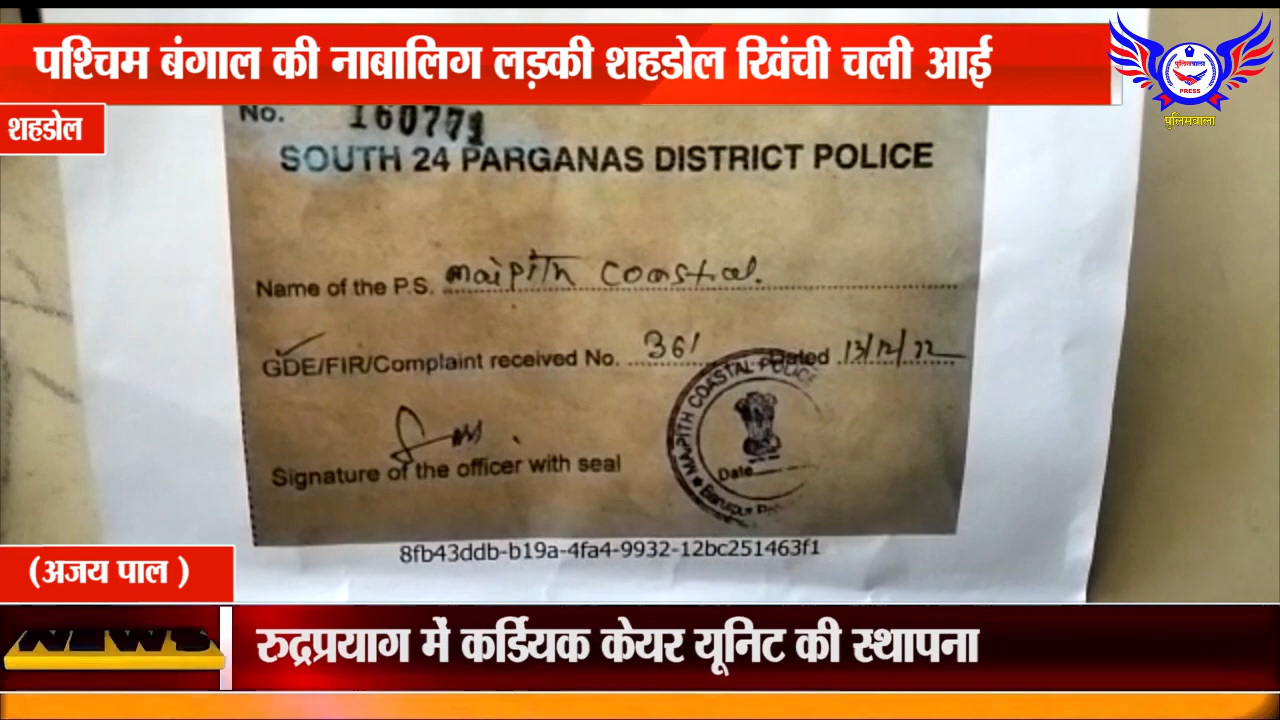 पश्चिम बंगाल की नाबालिग लड़की शहडोल खिंची चली आई
पुलिसवाला
PRESS
पुलिसवाला
शहडोल
No. 160771
SOUTH 24 PARGANAS DISTRICT POLICE
Name of the P.S. Maipith Coastal.
GDE/FIR/Complaint received No. 361 Dated 13/12/22
MAIPITH COASTAL POLICE
Date
Signature of the officer with seal
8fb43ddb-b19a-4fa4-9932-12bc251463f1
(अजय पाल )
NEWS
रुद्रप्रयाग में कर्डियक केयर यूनिट की स्थापना